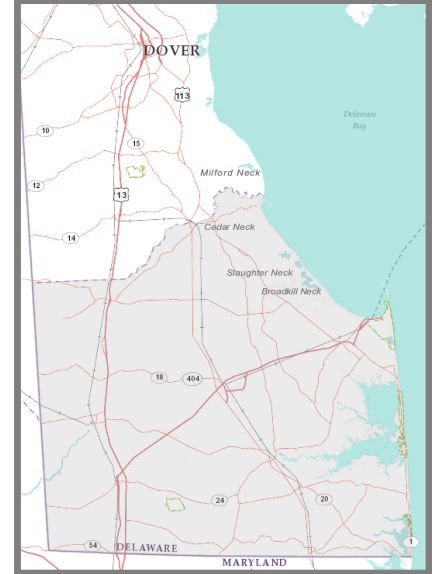 DOVER
113
Delaware
Bay
10
15
Milford Neck
12
13
Cedar Neck
14
Slaughter Neck
Broadkill Neck
18
404
24
20
1
54
DELAWARE
MARYLAND